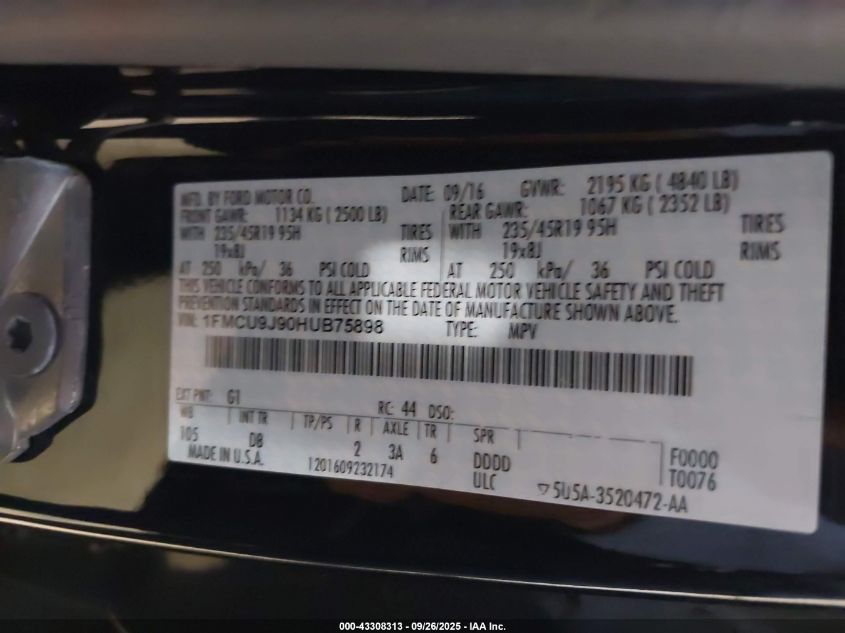 MFD. BY FORD MOTOR CO. DATE: 09/16 GVWR: 2195 KG ( 4840 LB)
FRONT GAWR: 1134 KG ( 2500 LB) REAR GAWR: 1067 KG ( 2352 LB)
WITH 235/45R19 95H TIRES WITH 235/45R19 95H TIRES
19x8J RIMS 19x8J RIMS
AT 250 kPa/ 36 PSI COLD AT 250 kPa/ 36 PSI COLD
THIS VEHICLE CONFORMS TO ALL APPLICABLE FEDERAL MOTOR VEHICLE SAFETY AND THEFT
PREVENTION STANDARDS IN EFFECT ON THE DATE OF MANUFACTURE SHOWN ABOVE.
VIN: 1FMCU9J90HUB75898 TYPE: MPV
EXT PNT: G1 RC: 44 DSO:
WB INT TR TP/PS R AXLE TR SPR
105 D8 2 3A 6 DDDD F0000
MADE IN U.S.A. 1201609232174 ULC T0076
▽5U5A-3520472-AA
000-43308313 - 09/26/2025 - IAA Inc.